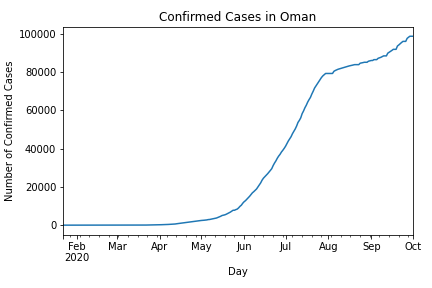 Confirmed Cases in Oman
Number of Confirmed Cases
100000
80000
60000
40000
20000
0
Feb Mar Apr May Jun Jul Aug Sep Oct
2020
Day